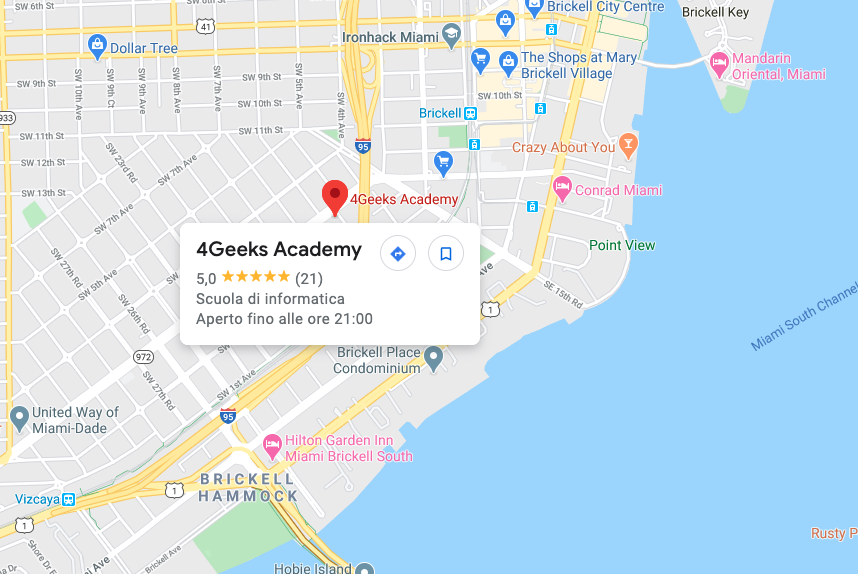 Brickell City Centre
Brickell Key
41
Ironhack Miami
Dollar Tree
The Shops at Mary
Brickell Village
Mandarin
Oriental, Miami
SW 9th St
SW 9th St
SW 10th Ave
SW 9th Ct
SW 9th Ave
SW 8th Ave
SW 7th Ave
SW 10th St
SW 10th St
SW 4th Ave
Brickell
933
SW 11th St
SW 11th St
95
SW 12th St
SW 23rd Rd
SW 7th Ave
Crazy About You
SW 13th St
4Geeks Academy
Conrad Miami
SW 7th Ave
4Geeks Academy
5,0
(21)
Scuola di informatica
Aperto fino alle ore 21:00
Point View
SW 27th Rd
SW 5th Ave
SW 26th Rd
SE 15th Rd
1
Miami South Channel
972
Brickell Place
Condominium
SW 27th Rd
SW 1st Ave
United Way of
Miami-Dade
95
Hilton Garden Inn
Miami Brickell South
BRICKELL
HAMMOCK
Vizcaya
1
1
Rusty P
Shore Dr E
Brickell Ave
Hobie Island